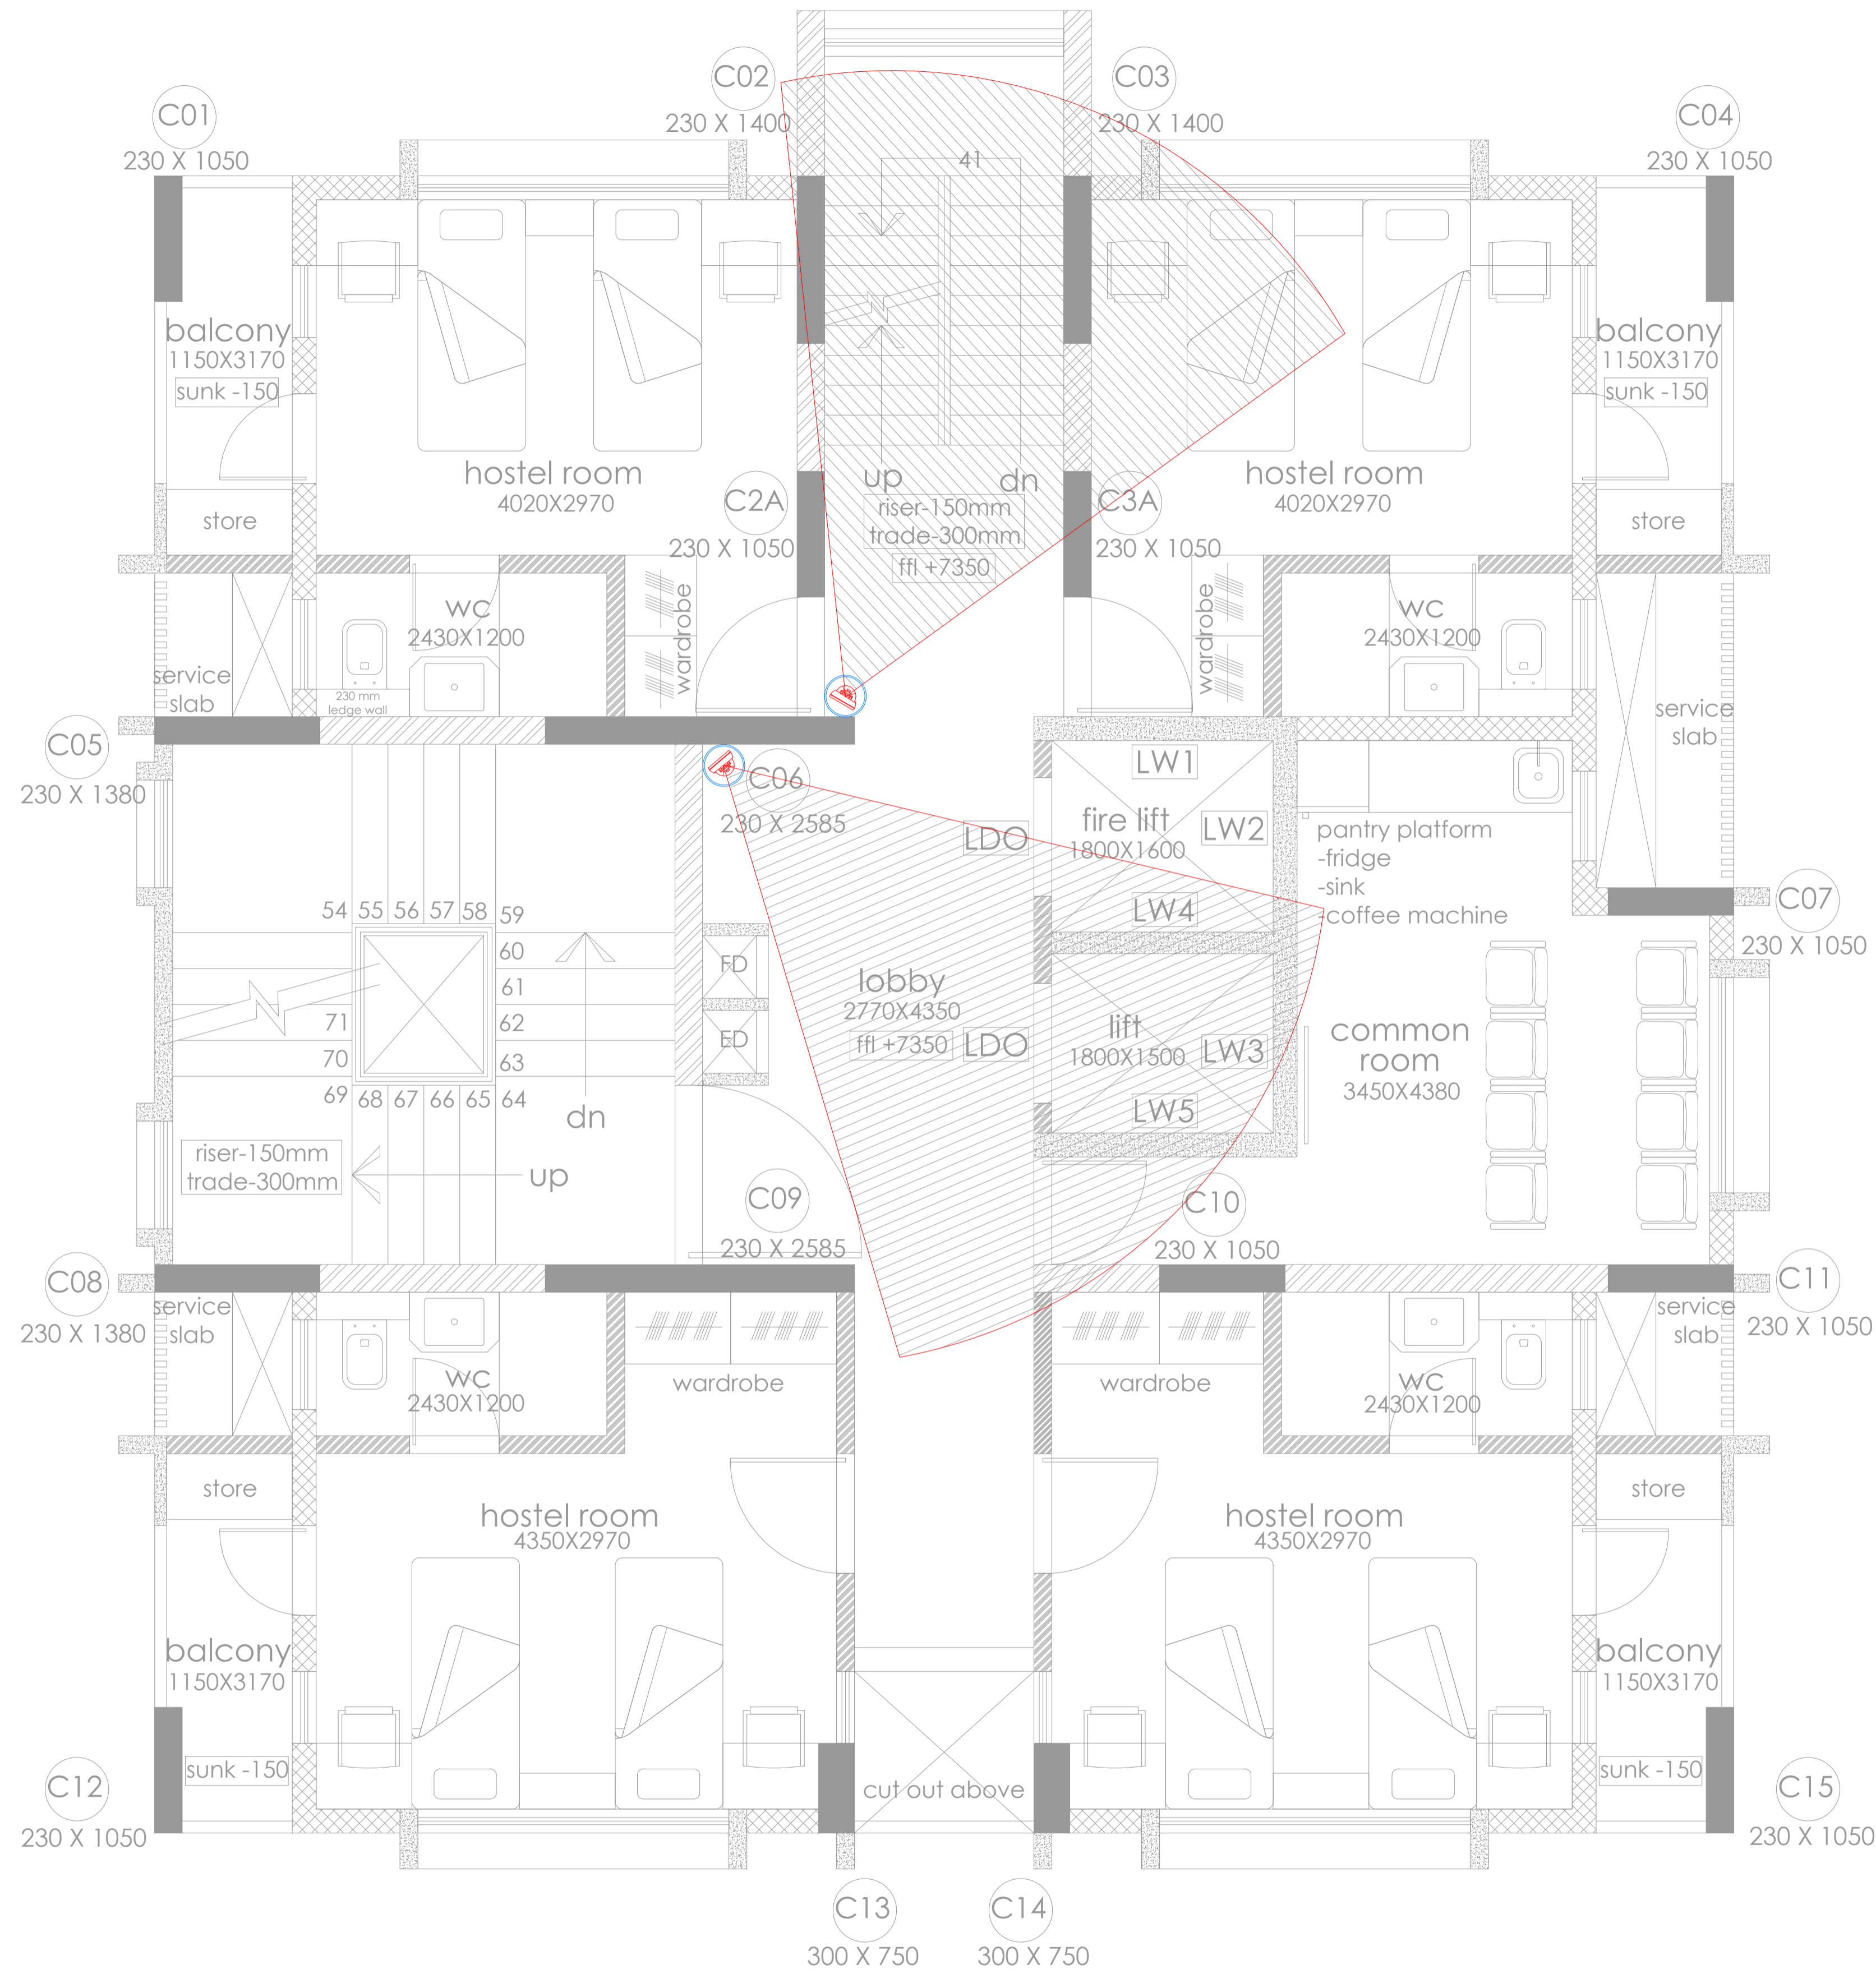 C01
230 X 1050
C02
230 X 1400
C03
230 X 1400
C04
230 X 1050
41
balcony
1150X3170
sunk -150
balcony
1150X3170
sunk -150
up
dn
riser-150mm
trade-300mm
ffl +7350
hostel room
4020X2970
C2A
230 X 1050
C3A
230 X 1050
hostel room
4020X2970
store
store
wc
2430X1200
wardrobe
wardrobe
wc
2430X1200
service
slab
230 mm
ledge wall
service
slab
C05
230 X 1380
C06
230 X 2585
LW1
LDO
fire lift
1800X1600
LW2
LW4
pantry platform
-fridge
-sink
-coffee machine
C07
230 X 1050
54
55
56
57
58
59
60
61
62
63
64
65
66
67
68
69
70
71
FD
ED
lobby
2770X4350
ffl +7350
LDO
lift
1800X1500
LW3
LW5
common
room
3450X4380
dn
riser-150mm
trade-300mm
up
C09
230 X 2585
C10
230 X 1050
C08
230 X 1380
C11
230 X 1050
service
slab
service
slab
wc
2430X1200
wardrobe
wardrobe
wc
2430X1200
store
store
hostel room
4350X2970
hostel room
4350X2970
balcony
1150X3170
balcony
1150X3170
sunk -150
sunk -150
cut out above
C12
230 X 1050
C15
230 X 1050
C13
300 X 750
C14
300 X 750